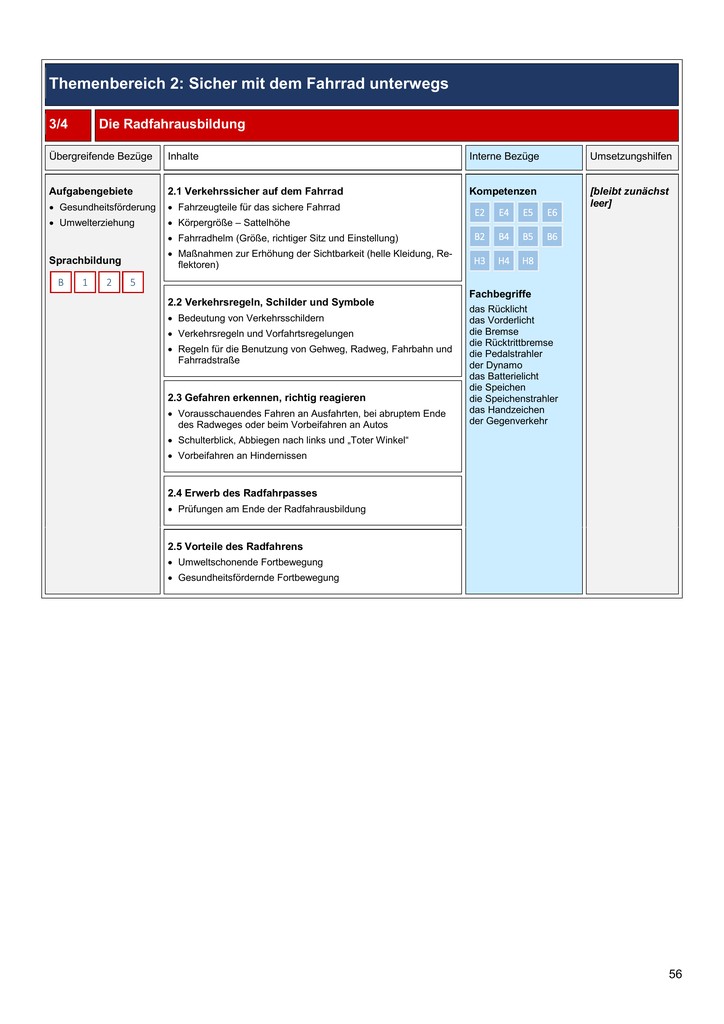 Themenbereich 2: Sicher mit dem Fahrrad unterwegs
3/4 Die Radfahrausbildung
Übergreifende Bezüge
Inhalte
Interne Bezüge
Umsetzungshilfen
Aufgabengebiete
• Gesundheitsförderung
• Umwelterziehung
Sprachbildung
B 1 2 5
2.1 Verkehrssicher auf dem Fahrrad
• Fahrzeugteile für das sichere Fahrrad
• Körpergröße – Sattelhöhe
• Fahrradhelm (Größe, richtiger Sitz und Einstellung)
• Maßnahmen zur Erhöhung der Sichtbarkeit (helle Kleidung, Re-
flektoren)
2.2 Verkehrsregeln, Schilder und Symbole
• Bedeutung von Verkehrsschildern
• Verkehrsregeln und Vorfahrtsregelungen
• Regeln für die Benutzung von Gehweg, Radweg, Fahrbahn und
Fahrradstraße
2.3 Gefahren erkennen, richtig reagieren
• Vorausschauendes Fahren an Ausfahrten, bei abruptem Ende
des Radweges oder beim Vorbeifahren an Autos
• Schulterblick, Abbiegen nach links und „Toter Winkel“
• Vorbeifahren an Hindernissen
2.4 Erwerb des Radfahrpasses
• Prüfungen am Ende der Radfahrausbildung
2.5 Vorteile des Radfahrens
• Umweltschonende Fortbewegung
• Gesundheitsfördernde Fortbewegung
Kompetenzen
E2 E4 E5 E6
B2 B4 B5 B6
H3 H4 H8
Fachbegriffe
das Rücklicht
das Vorderlicht
die Bremse
die Rücktrittbremse
die Pedalstrahler
der Dynamo
das Batterielicht
die Speichen
die Speichenstrahler
das Handzeichen
der Gegenverkehr
[bleibt zunächst
leer]
56